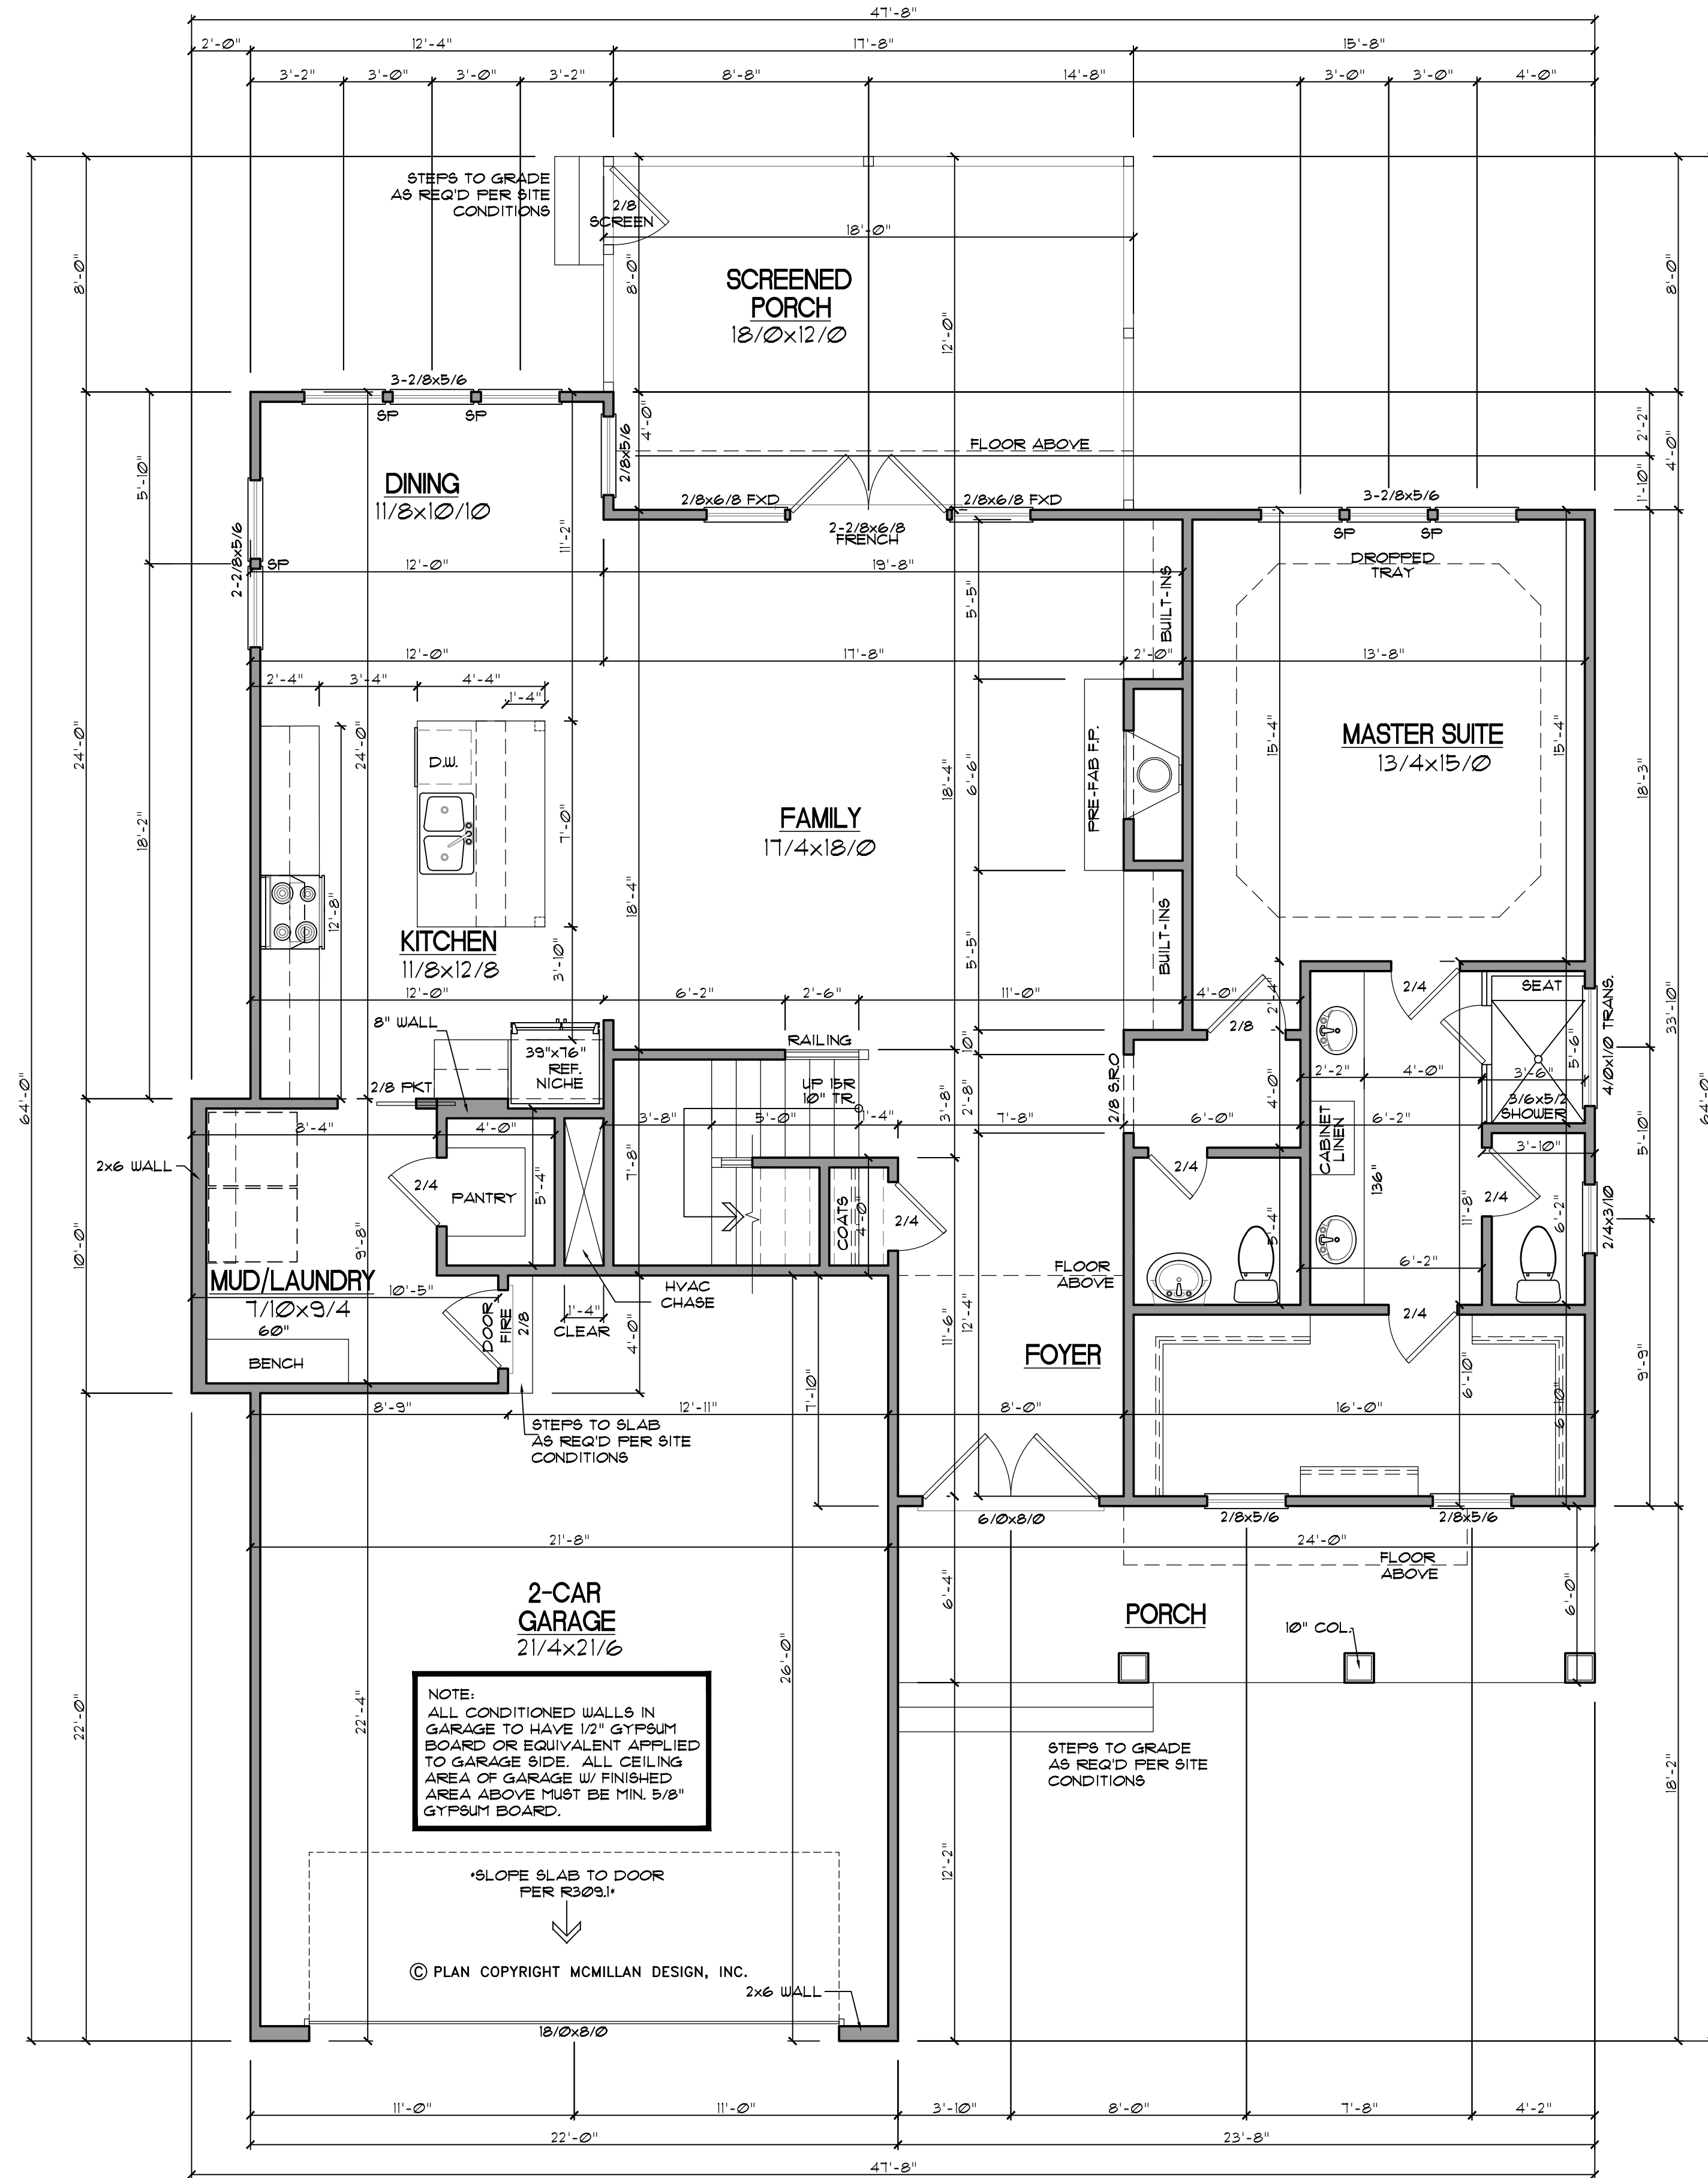 47'-8"
2'-0" 12'-4" 17'-8" 15'-8"
3'-2" 3'-0" 3'-0" 3'-2" 8'-8" 14'-8" 3'-0" 3'-0" 4'-0"
STEPS TO GRADE
AS REQ'D PER SITE
CONDITIONS
2/8
SCREEN
18'-0"
8'-0" 8'-0" 8'-0"
SCREENED
PORCH
18/0x12/0
12'-0"
3-2/8x5/6
SP SP
2/8x5/6
4'-0"
FLOOR ABOVE
2'-2"
4'-0"
1'-10"
5'-10"
DINING
11/8x10/10
11'-2"
2/8x6/8 FXD
2-2/8x6/8
FRENCH
2/8x6/8 FXD
3-2/8x5/6
SP SP
2-2/8x5/6
SP
12'-0" 19'-8"
DROPPED
TRAY
BUILT-INS
5'-5"
12'-0" 17'-8" 2'-0" 13'-8"
2'-4" 3'-4" 4'-4"
1'-4"
24'-0" 24'-0"
18'-2"
D.W.
7'-0"
12'-8"
FAMILY
17/4x18/0
18'-4" 18'-4"
6'-6"
PRE-FAB F.P.
MASTER SUITE
13/4x15/0
15'-4" 15'-4"
18'-3"
33'-10"
KITCHEN
11/8x12/8
3'-10"
5'-5"
BUILT-INS
12'-0" 6'-2" 2'-6" 11'-0" 4'-0"
2'-4"
2/8
2/4
SEAT
4/0x1/0 TRANS.
5'-6"
8" WALL
39"x76"
REF.
NICHE
RAILING
10"
UP 15R
10" TR.
2/8 PKT
2/8 S.R.O
2'-8"
3'-8"
4'-0"
2'-2" 4'-0" 3'-6"
3/6x5/2
SHOWER
64'-0" 64'-0"
8'-4" 4'-0" 3'-8" 5'-0" 1'-4" 7'-8" 6'-0" 6'-2"
3'-10"
CABINET
LINEN
2x6 WALL
2/4
PANTRY
5'-4"
7'-8"
COATS
4'-0"
2/4
2/4
136"
2/4
5'-10"
2/4x3/10
11'-8"
6'-2"
5'-4"
6'-2"
10'-0"
9'-8"
MUD/LAUNDRY
7/10x9/4
10'-5"
60"
BENCH
DOOR
FIRE
2/8
1'-4"
CLEAR
HVAC
CHASE
4'-0"
FLOOR
ABOVE
11'-6"
12'-4"
FOYER
2/4
6'-10" 6'-10"
9'-9"
7'-10"
8'-9" 12'-11" 8'-0" 16'-0"
STEPS TO SLAB
AS REQ'D PER SITE
CONDITIONS
6/0x8/0
2/8x5/6 2/8x5/6
21'-8" 24'-0"
FLOOR
ABOVE
6'-4"
6'-0"
2-CAR
GARAGE
21/4x21/6
PORCH
10" COL.
26'-0"
22'-0"
22'-4"
NOTE:
ALL CONDITIONED WALLS IN
GARAGE TO HAVE 1/2" GYPSUM
BOARD OR EQUIVALENT APPLIED
TO GARAGE SIDE. ALL CEILING
AREA OF GARAGE W/ FINISHED
AREA ABOVE MUST BE MIN. 5/8"
GYPSUM BOARD.
STEPS TO GRADE
AS REQ'D PER SITE
CONDITIONS
18'-2"
12'-2"
*SLOPE SLAB TO DOOR
PER R309.1*
© PLAN COPYRIGHT MCMILLAN DESIGN, INC.
2x6 WALL
18/0x8/0
11'-0" 11'-0" 3'-10" 8'-0" 7'-8" 4'-2"
22'-0" 23'-8"
47'-8"